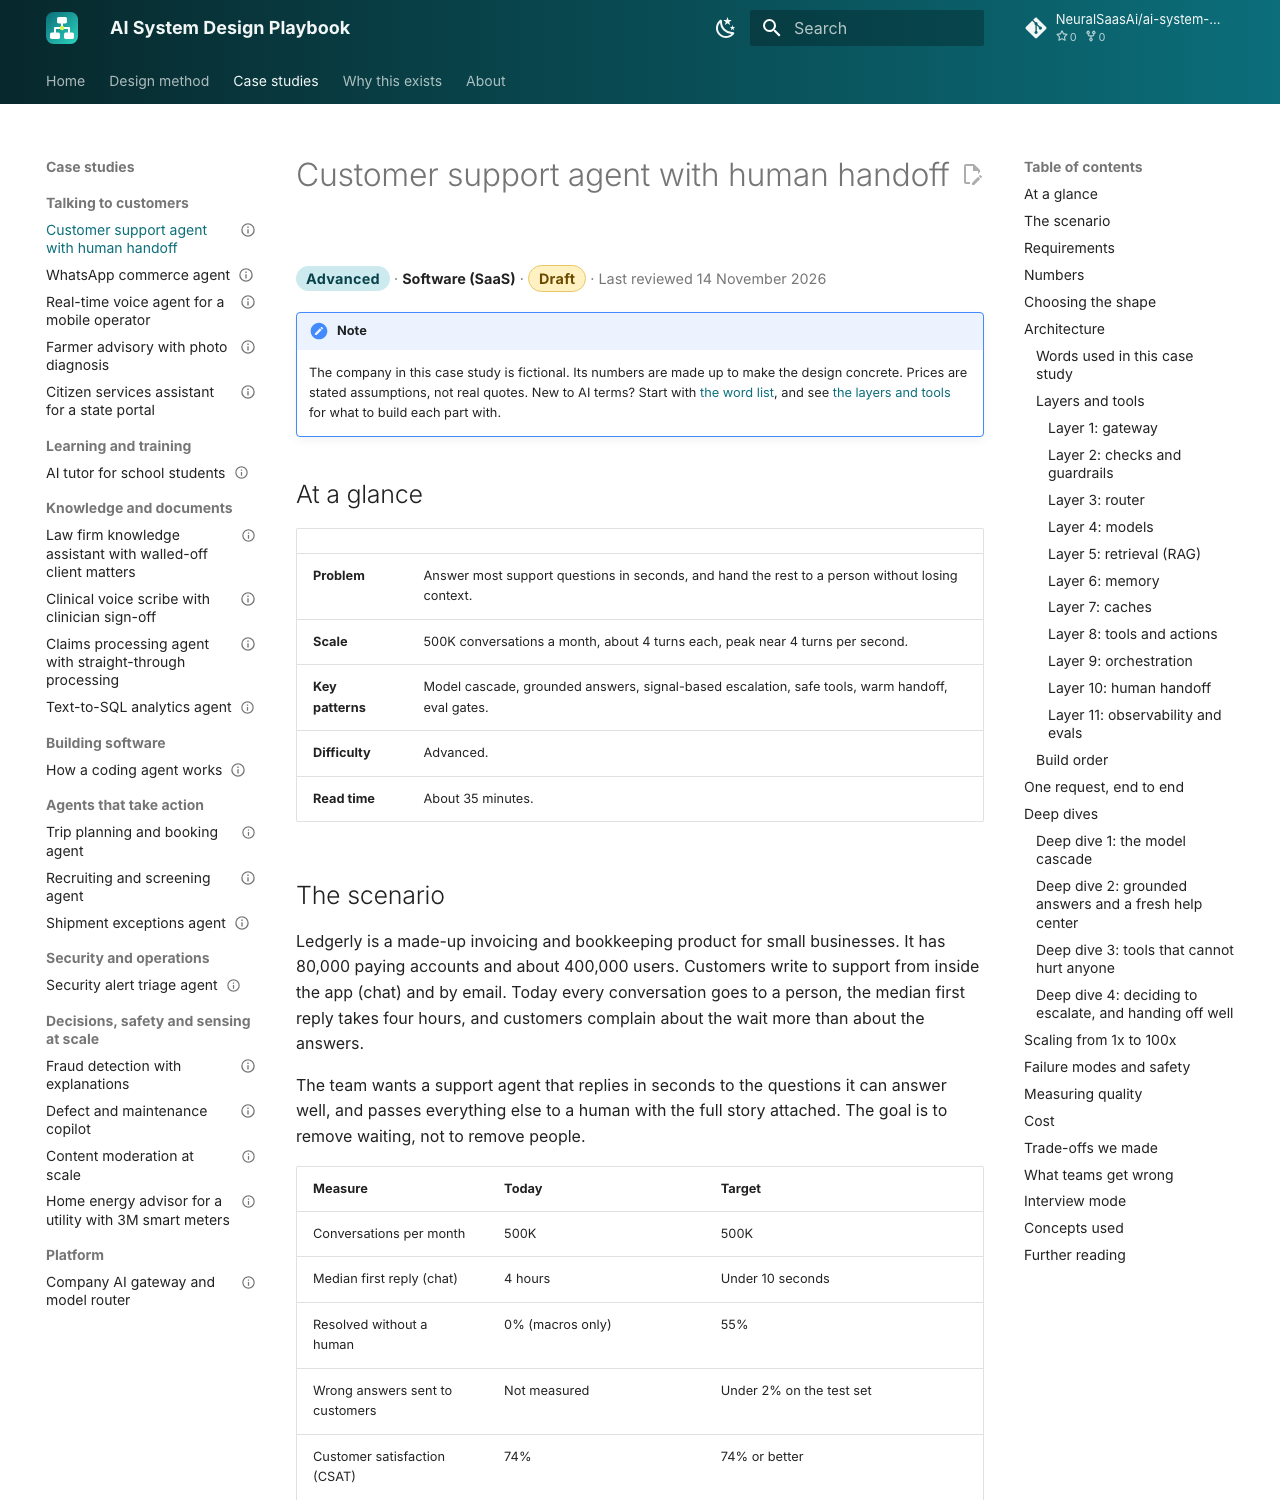 AI System Design Playbook
Search
NeuralSaasAi/ai-system-...
0 0
Home Design method Case studies Why this exists About
Case studies
Talking to customers
Customer support agent
with human handoff
WhatsApp commerce agent
Real-time voice agent for a
mobile operator
Farmer advisory with photo
diagnosis
Citizen services assistant
for a state portal
Learning and training
AI tutor for school students
Knowledge and documents
Law firm knowledge
assistant with walled-off
client matters
Clinical voice scribe with
clinician sign-off
Claims processing agent
with straight-through
processing
Text-to-SQL analytics agent
Building software
How a coding agent works
Agents that take action
Trip planning and booking
agent
Recruiting and screening
agent
Shipment exceptions agent
Security and operations
Security alert triage agent
Decisions, safety and sensing
at scale
Fraud detection with
explanations
Defect and maintenance
copilot
Content moderation at
scale
Home energy advisor for a
utility with 3M smart meters
Platform
Company AI gateway and
model router
Customer support agent with human handoff
Advanced · Software (SaaS) · Draft · Last reviewed 14 November 2026
Note
The company in this case study is fictional. Its numbers are made up to make the design concrete. Prices are
stated assumptions, not real quotes. New to AI terms? Start with the word list, and see the layers and tools
for what to build each part with.
At a glance
Problem Answer most support questions in seconds, and hand the rest to a person without losing
context.
Scale 500K conversations a month, about 4 turns each, peak near 4 turns per second.
Key Model cascade, grounded answers, signal-based escalation, safe tools, warm handoff,
patterns eval gates.
Difficulty Advanced.
Read time About 35 minutes.
The scenario
Ledgerly is a made-up invoicing and bookkeeping product for small businesses. It has
80,000 paying accounts and about 400,000 users. Customers write to support from inside
the app (chat) and by email. Today every conversation goes to a person, the median first
reply takes four hours, and customers complain about the wait more than about the
answers.
The team wants a support agent that replies in seconds to the questions it can answer
well, and passes everything else to a human with the full story attached. The goal is to
remove waiting, not to remove people.
Measure Today Target
Conversations per month 500K 500K
Median first reply (chat) 4 hours Under 10 seconds
Resolved without a 0% (macros only) 55%
human
Wrong answers sent to Not measured Under 2% on the test set
customers
Customer satisfaction 74% 74% or better
(CSAT)
Table of contents
At a glance
The scenario
Requirements
Numbers
Choosing the shape
Architecture
Words used in this case
study
Layers and tools
Layer 1: gateway
Layer 2: checks and
guardrails
Layer 3: router
Layer 4: models
Layer 5: retrieval (RAG)
Layer 6: memory
Layer 7: caches
Layer 8: tools and actions
Layer 9: orchestration
Layer 10: human handoff
Layer 11: observability and
evals
Build order
One request, end to end
Deep dives
Deep dive 1: the model
cascade
Deep dive 2: grounded
answers and a fresh help
center
Deep dive 3: tools that cannot
hurt anyone
Deep dive 4: deciding to
escalate, and handing off well
Scaling from 1x to 100x
Failure modes and safety
Measuring quality
Cost
Trade-offs we made
What teams get wrong
Interview mode
Concepts used
Further reading